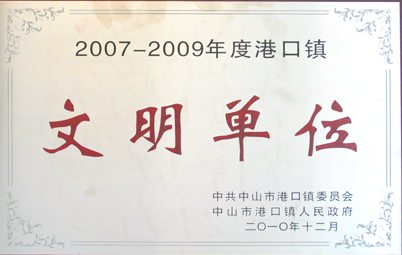 2007-2009年度港口镇
文明单位
中共中山市港口镇委员会
中山市港口镇人民政府
二〇一〇年十二月